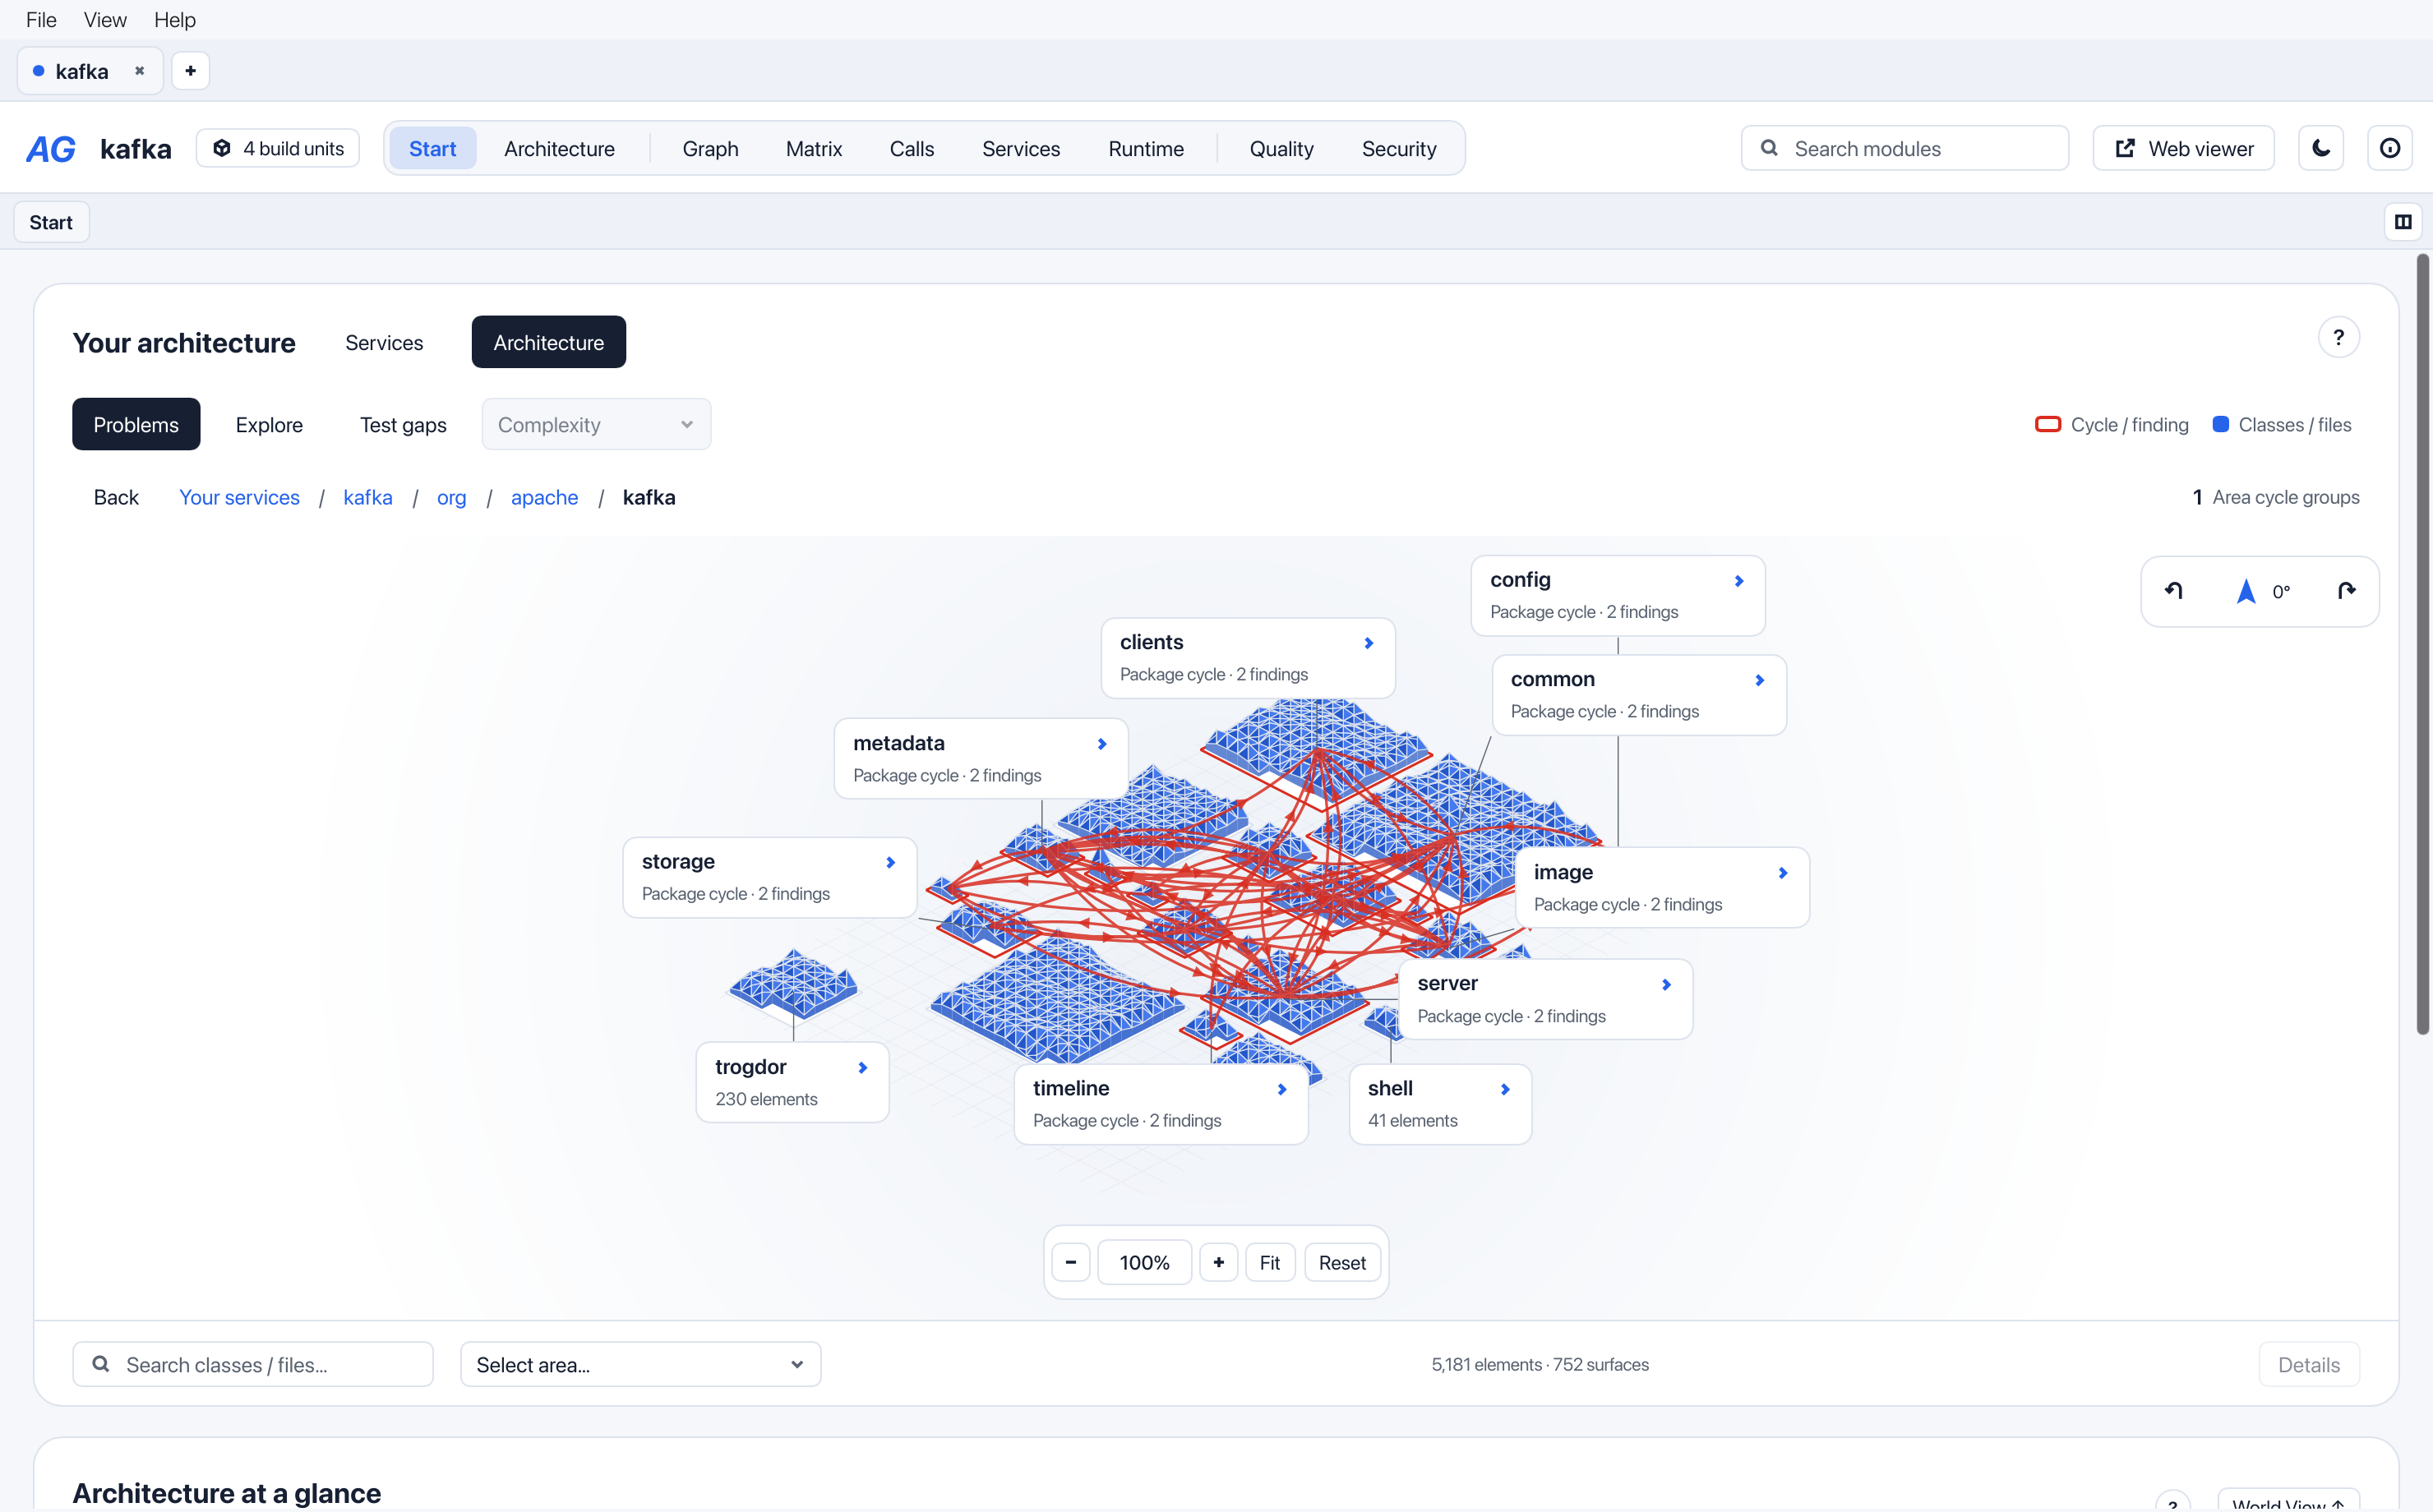 File View Help
kafka
AG kafka 4 build units Start Architecture Graph Matrix Calls Services Runtime Quality Security Search modules Web viewer
Start
Your architecture Services Architecture ?
Problems Explore Test gaps Complexity Cycle / finding Classes / files
Back Your services / kafka / org / apache / kafka 1 Area cycle groups
config
Package cycle · 2 findings
0°
clients
Package cycle · 2 findings
common
Package cycle · 2 findings
metadata
Package cycle · 2 findings
storage
Package cycle · 2 findings
image
Package cycle · 2 findings
server
Package cycle · 2 findings
trogdor
230 elements
timeline
Package cycle · 2 findings
shell
41 elements
− 100% + Fit Reset
Search classes / files... Select area... 5,181 elements · 752 surfaces Details
Architecture at a glance ? World View ↑